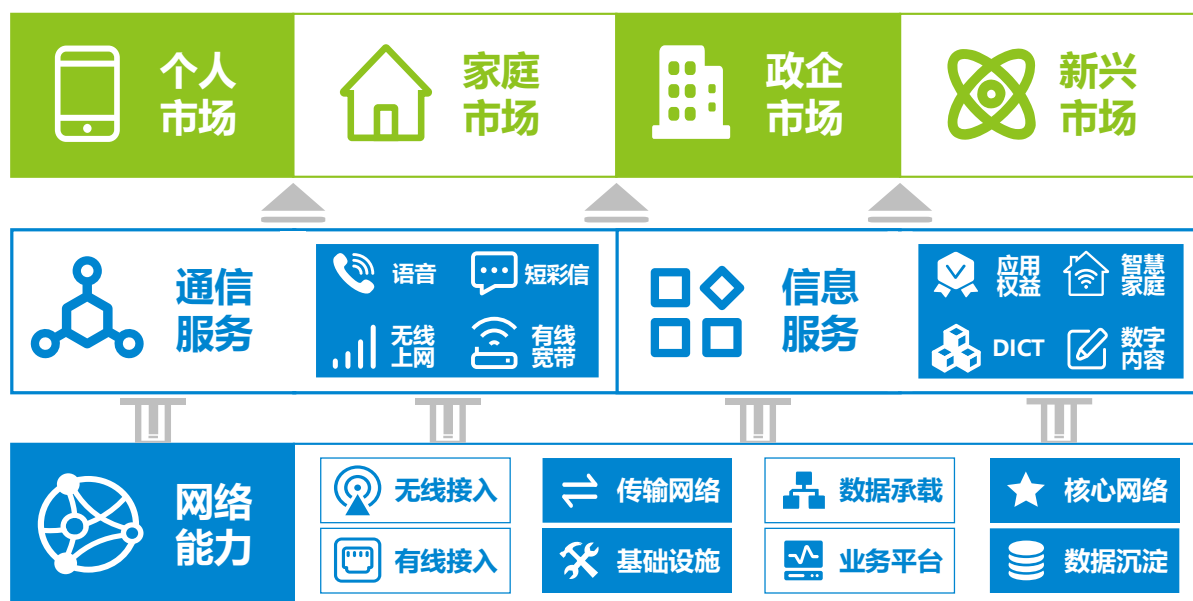 个人
市场
家庭
市场
政企
市场
新兴
市场
通信
服务
语音
短彩信
无线
上网
有线
宽带
信息
服务
应用
权益
智慧
家庭
DICT
数字
内容
网络
能力
无线接入
传输网络
数据承载
核心网络
有线接入
基础设施
业务平台
数据沉淀